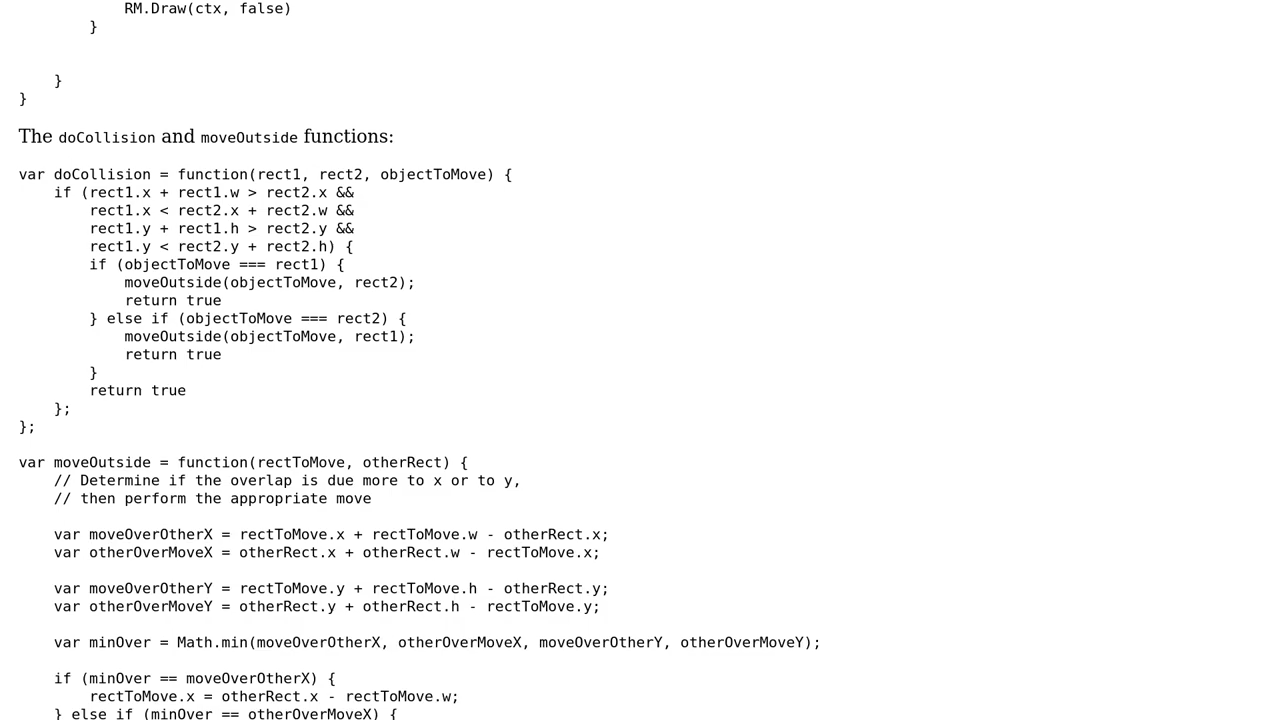 RM.Draw(ctx, false)
}
}
}
The doCollision and moveOutside functions:
var doCollision = function(rect1, rect2, objectToMove) {
if (rect1.x + rect1.w > rect2.x &&
rect1.x < rect2.x + rect2.w &&
rect1.y + rect1.h > rect2.y &&
rect1.y < rect2.y + rect2.h) {
if (objectToMove === rect1) {
moveOutside(objectToMove, rect2);
return true
} else if (objectToMove === rect2) {
moveOutside(objectToMove, rect1);
return true
}
return true
};
};
var moveOutside = function(rectToMove, otherRect) {
// Determine if the overlap is due more to x or to y,
// then perform the appropriate move
var moveOverOtherX = rectToMove.x + rectToMove.w - otherRect.x;
var otherOverMoveX = otherRect.x + otherRect.w - rectToMove.x;
var moveOverOtherY = rectToMove.y + rectToMove.h - otherRect.y;
var otherOverMoveY = otherRect.y + otherRect.h - rectToMove.y;
var minOver = Math.min(moveOverOtherX, otherOverMoveX, moveOverOtherY, otherOverMoveY);
if (minOver == moveOverOtherX) {
rectToMove.x = otherRect.x - rectToMove.w;
} else if (minOver == otherOverMoveX) {